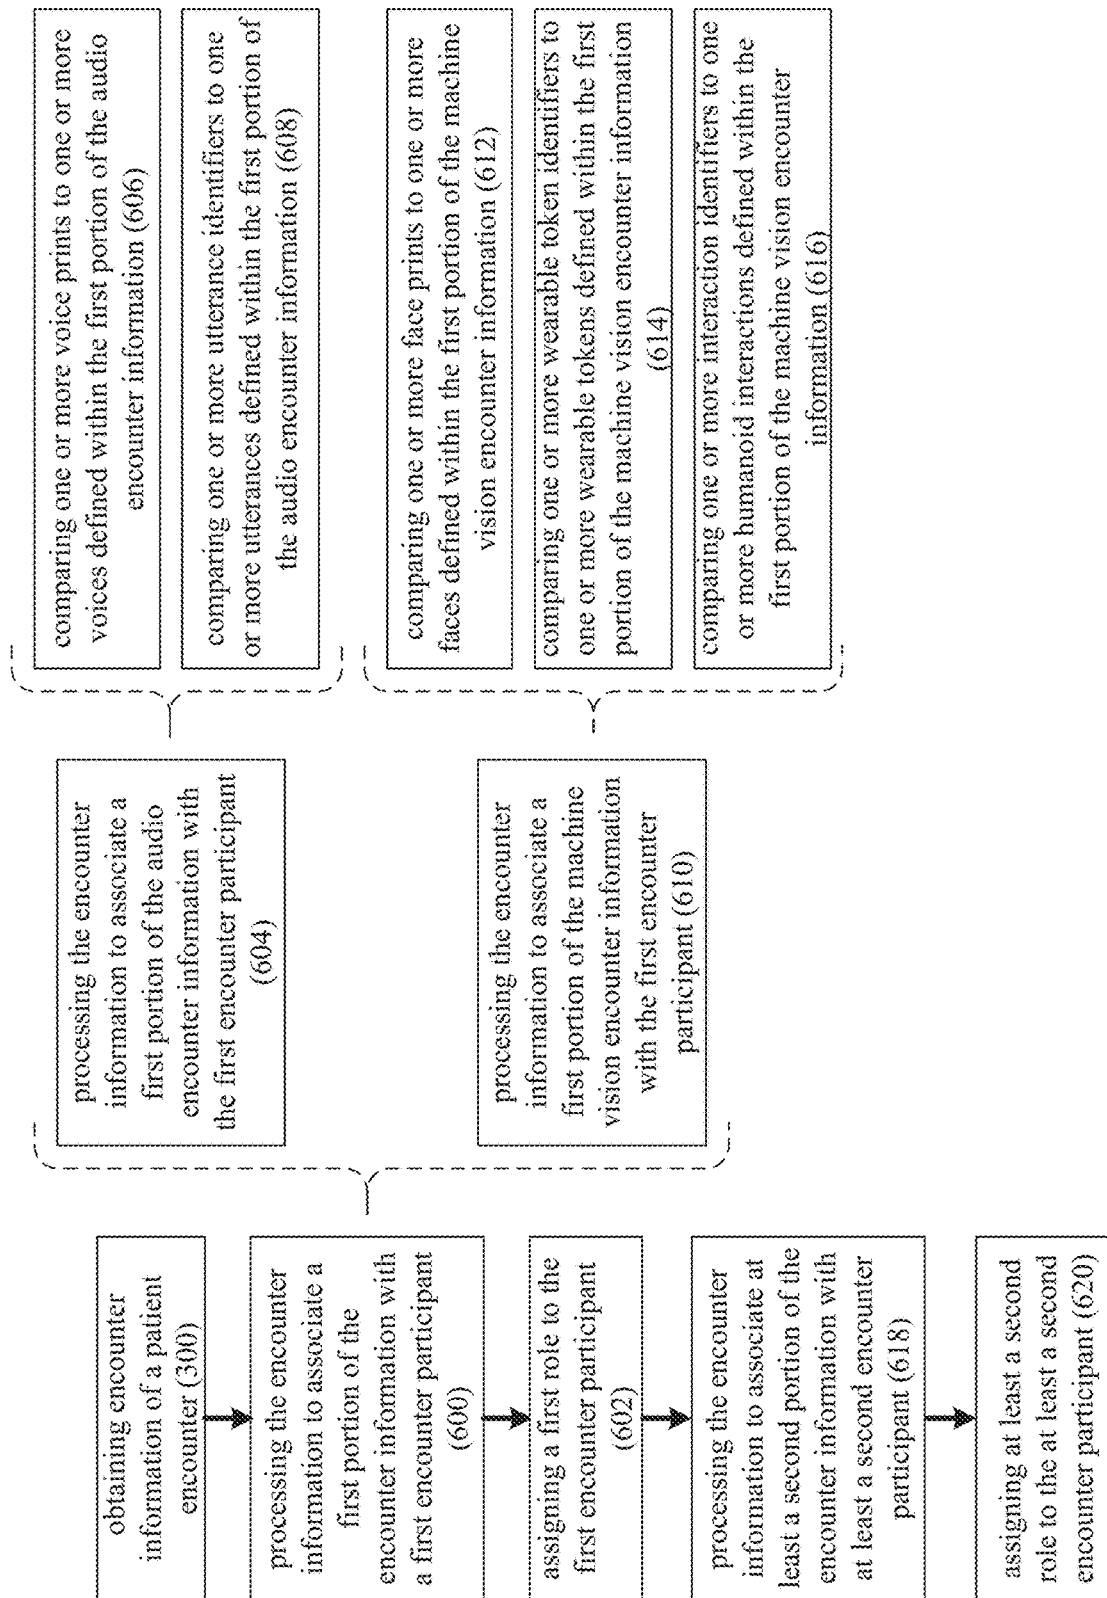 obtaining encounter
information of a patient
encounter (300)
processing the encounter
information to associate a
first portion of the
encounter information with
a first encounter participant
(600)
assigning a first role to the
first encounter participant
(602)
processing the encounter
information to associate at
least a second portion of the
encounter information with
at least a second encounter
participant (618)
assigning at least a second
role to the at least a second
encounter participant (620)
processing the encounter
information to associate a
first portion of the audio
encounter information with
the first encounter participant
(604)
processing the encounter
information to associate a
first portion of the machine
vision encounter information
with the first encounter
participant (610)
comparing one or more voice prints to one or more
voices defined within the first portion of the audio
encounter information (606)
comparing one or more utterance identifiers to one
or more utterances defined within the first portion of
the audio encounter information (608)
comparing one or more face prints to one or more
faces defined within the first portion of the machine
vision encounter information (612)
comparing one or more wearable token identifiers to
one or more wearable tokens defined within the first
portion of the machine vision encounter information
(614)
comparing one or more interaction identifiers to one
or more humanoid interactions defined within the
first portion of the machine vision encounter
information (616)